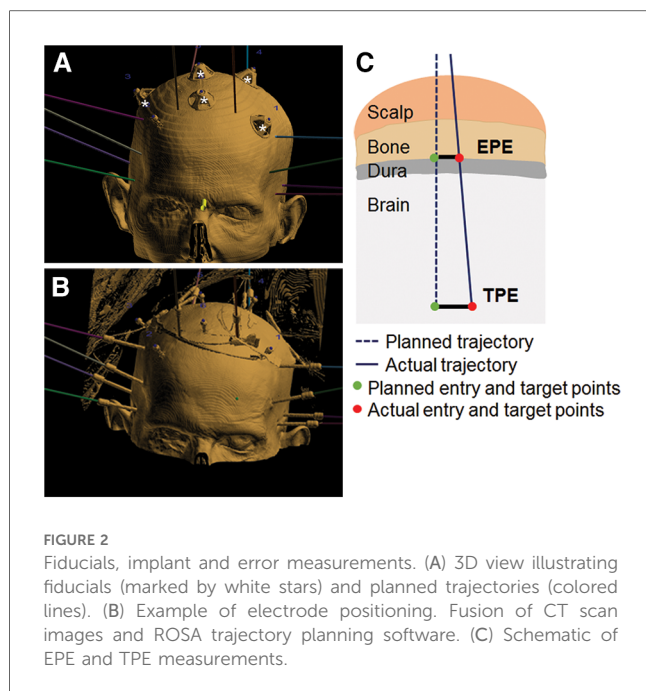 A
3
4
*
*
*
*
B
4
C
Scalp
Bone
EPE
Dura
Brain
TPE
Planned trajectory
Actual trajectory
Planned entry and target points
Actual entry and target points
FIGURE 2
Fiducials, implant and error measurements. (A) 3D view illustrating
fiducials (marked by white stars) and planned trajectories (colored
lines). (B) Example of electrode positioning. Fusion of CT scan
images and ROSA trajectory planning software. (C) Schematic of
EPE and TPE measurements.